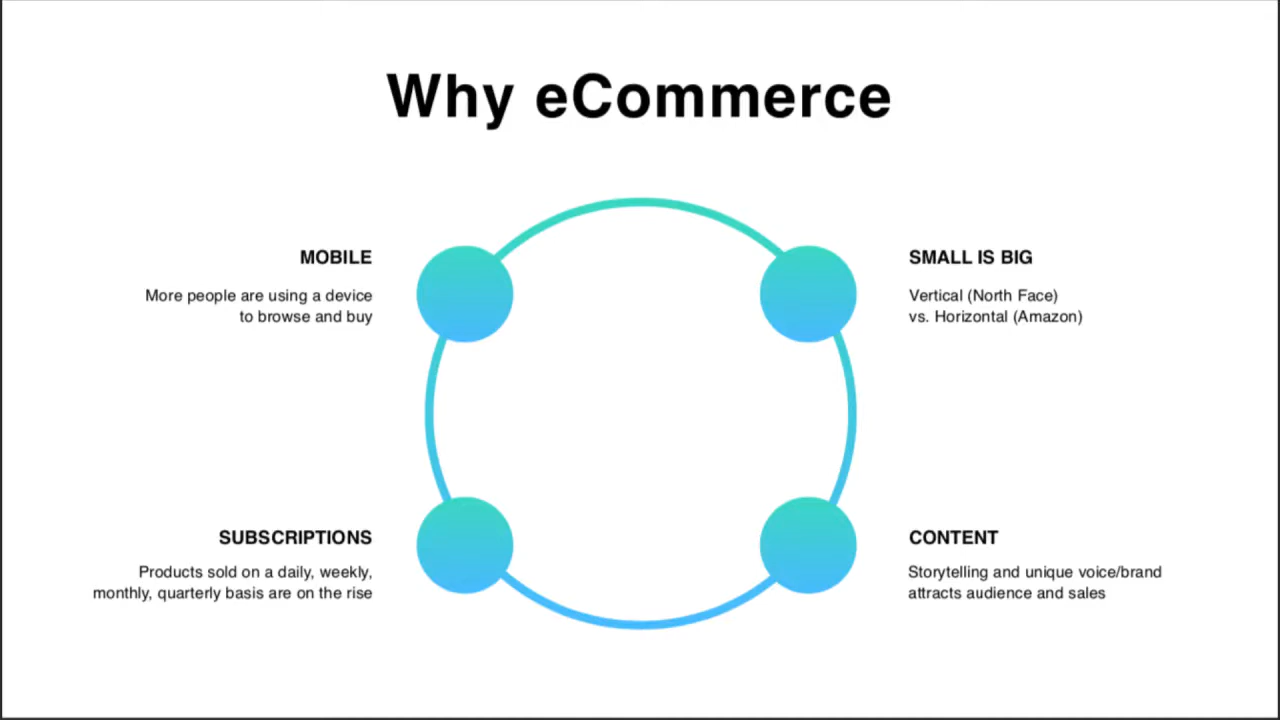 Why eCommerce
MOBILE
More people are using a device
to browse and buy
SMALL IS BIG
Vertical (North Face)
vs. Horizontal (Amazon)
SUBSCRIPTIONS
Products sold on a daily, weekly,
monthly, quarterly basis are on the rise
CONTENT
Storytelling and unique voice/brand
attracts audience and sales